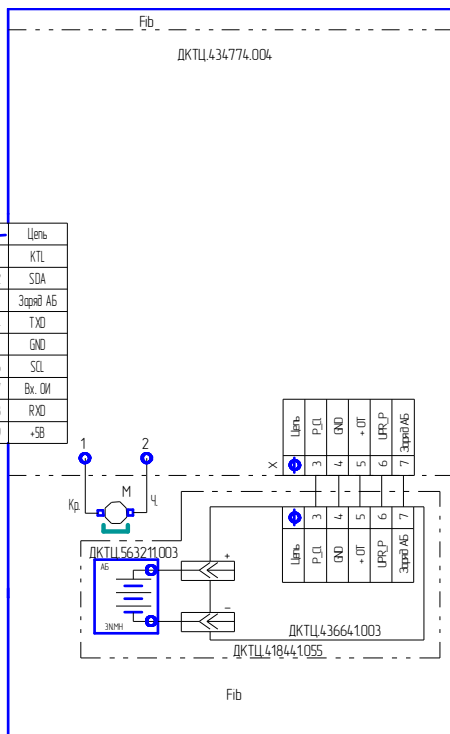 Fib
ДКТЦ.434774.004
Цепь
KTL
SDA
Заряд АБ
TXD
GND
SCL
Вх. ОИ
RXD
+5В
1
2
М
Кр.
Ч.
X
Цепь
3 P_Cl
4 GND
5 + ОТ
6 UPR_P
7 Заряд АБ
Цепь
3 P_Cl
4 GND
5 + ОТ
6 UPR_P
7 Заряд АБ
ДКТЦ.563211.003
АБ
3NMH
+
–
ДКТЦ.436641.003
ДКТЦ.418441.055
Fib